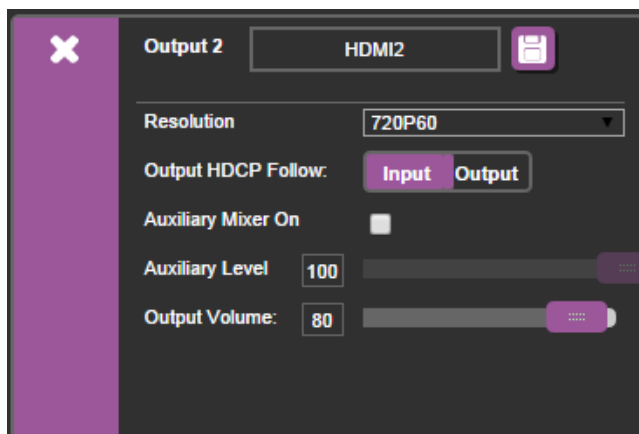 Output 2 HDMI2
Resolution 720P60
Output HDCP Follow: Input Output
Auxiliary Mixer On
Auxiliary Level 100
Output Volume: 80